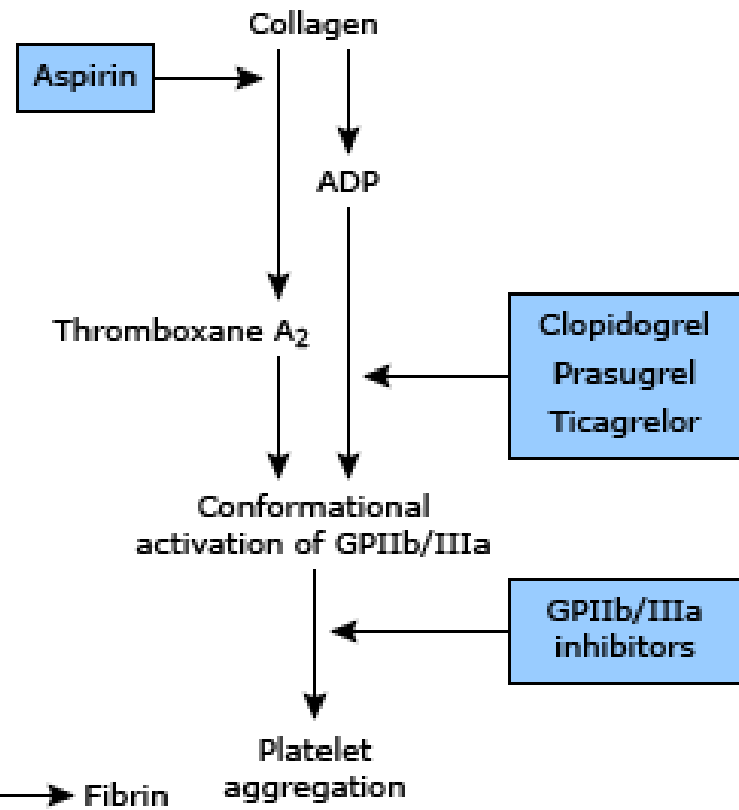 Collagen
Aspirin
ADP
Thromboxane A₂
Clopidogrel
Prasugrel
Ticagrelor
Conformational
activation of GPIIb/IIIa
GPIIb/IIIa
inhibitors
Platelet
aggregation
Fibrin